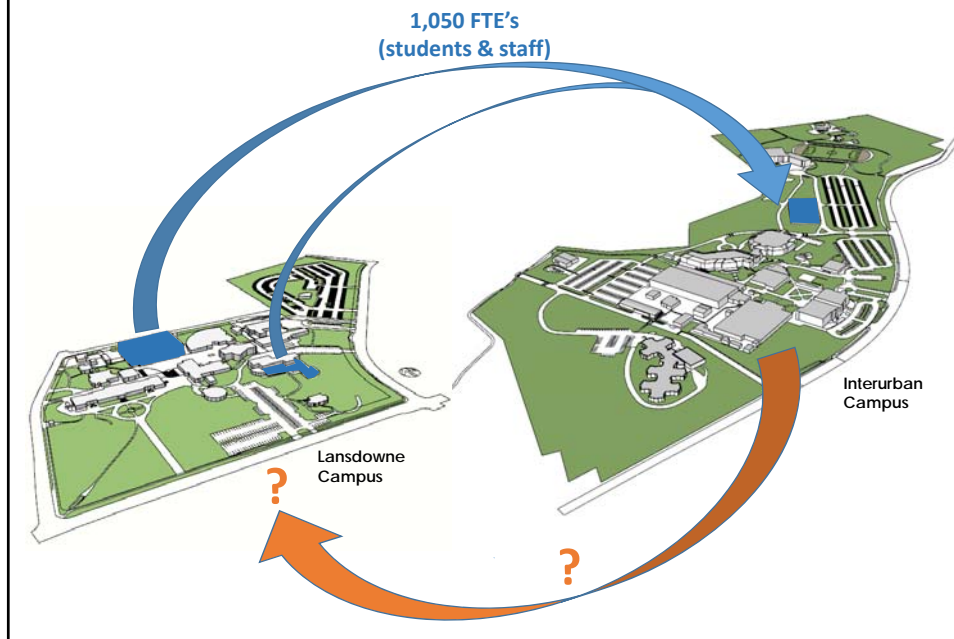 1,050 FTE's
(students & staff)
Interurban
Campus
Lansdowne
Campus
?
?